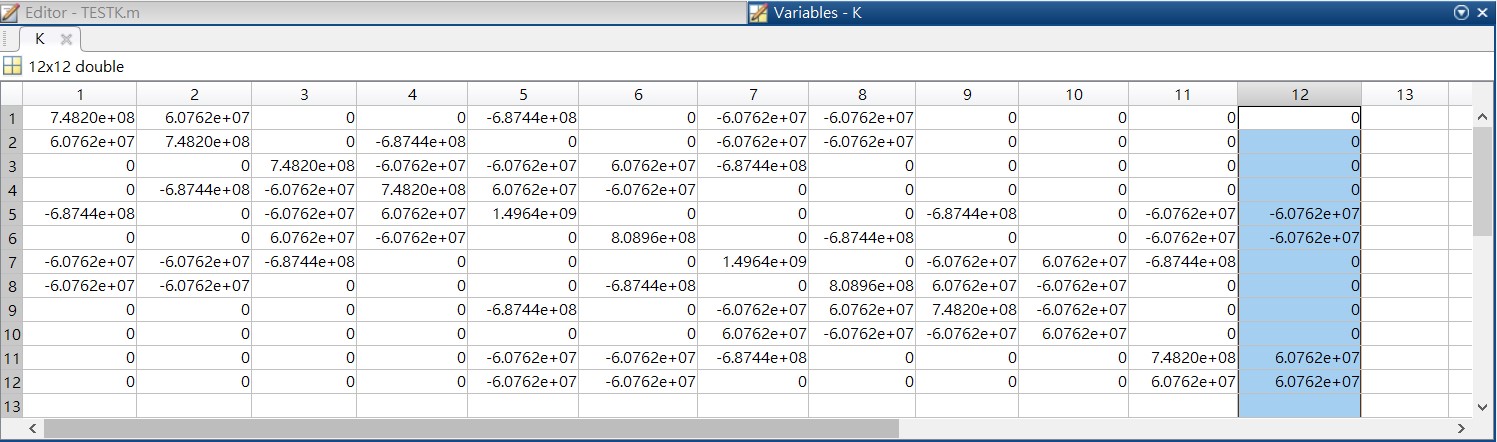 Editor - TESTK.m Variables - K
K
12x12 double
1 2 3 4 5 6 7 8 9 10 11 12 13
1 7.4820e+08 6.0762e+07 0 0 -6.8744e+08 0 -6.0762e+07 -6.0762e+07 0 0 0 0
2 6.0762e+07 7.4820e+08 0 -6.8744e+08 0 0 -6.0762e+07 -6.0762e+07 0 0 0 0
3 0 0 7.4820e+08 -6.0762e+07 -6.0762e+07 6.0762e+07 -6.8744e+08 0 0 0 0 0
4 0 -6.8744e+08 -6.0762e+07 7.4820e+08 6.0762e+07 -6.0762e+07 0 0 0 0 0 0
5 -6.8744e+08 0 -6.0762e+07 6.0762e+07 1.4964e+09 0 0 0 -6.8744e+08 0 -6.0762e+07 -6.0762e+07
6 0 0 6.0762e+07 -6.0762e+07 0 8.0896e+08 0 -6.8744e+08 0 0 -6.0762e+07 -6.0762e+07
7 -6.0762e+07 -6.0762e+07 -6.8744e+08 0 0 0 1.4964e+09 0 -6.0762e+07 6.0762e+07 -6.8744e+08 0
8 -6.0762e+07 -6.0762e+07 0 0 0 -6.8744e+08 0 8.0896e+08 6.0762e+07 -6.0762e+07 0 0
9 0 0 0 0 -6.8744e+08 0 -6.0762e+07 6.0762e+07 7.4820e+08 -6.0762e+07 0 0
10 0 0 0 0 0 0 6.0762e+07 -6.0762e+07 -6.0762e+07 6.0762e+07 0 0
11 0 0 0 0 -6.0762e+07 -6.0762e+07 -6.8744e+08 0 0 0 7.4820e+08 6.0762e+07
12 0 0 0 0 -6.0762e+07 -6.0762e+07 0 0 0 0 6.0762e+07 6.0762e+07
13